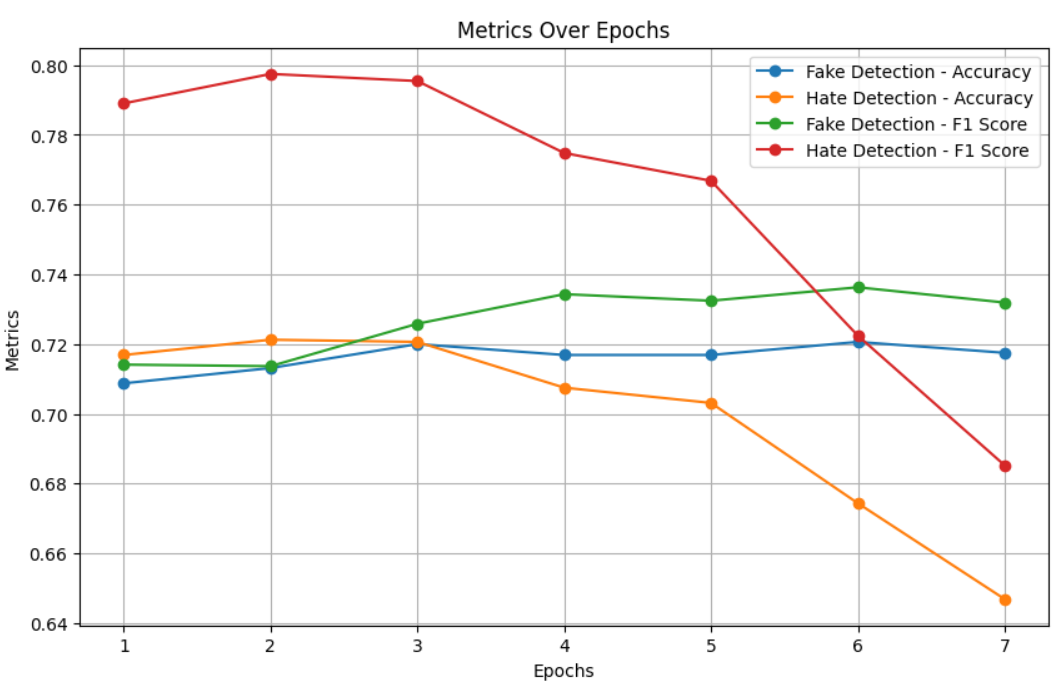 Metrics Over Epochs
Fake Detection - Accuracy
Hate Detection - Accuracy
Fake Detection - F1 Score
Hate Detection - F1 Score
0.80
0.78
0.76
0.74
0.72
0.70
0.68
0.66
0.64
Metrics
1 2 3 4 5 6 7
Epochs